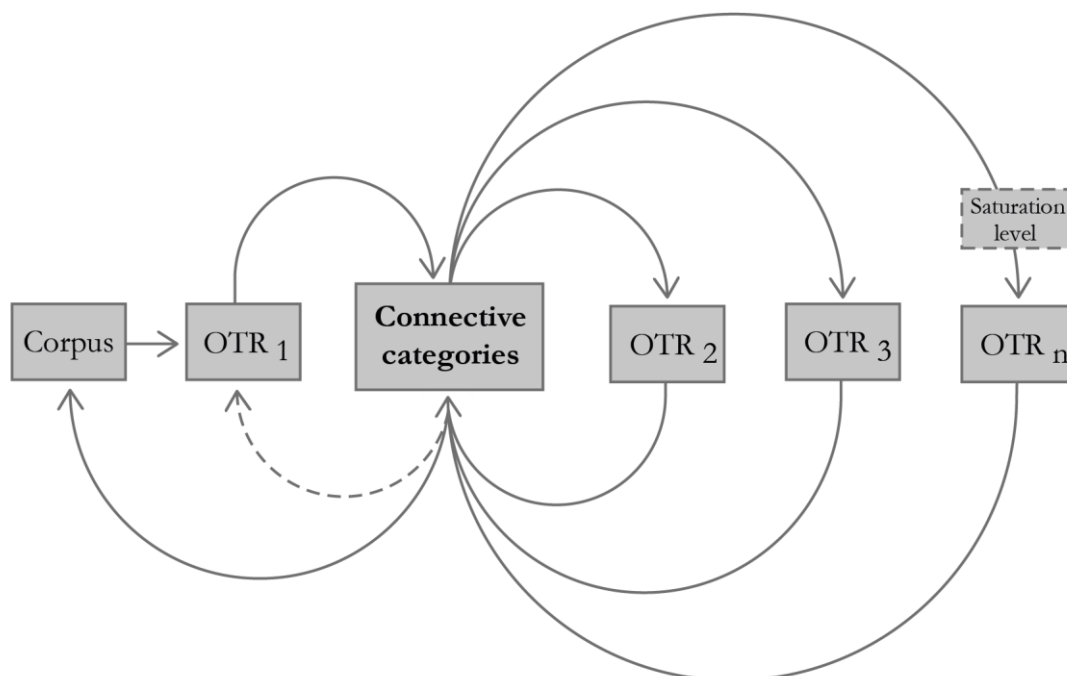 Saturation
level
Corpus
OTR 1
Connective
categories
OTR 2
OTR 3
OTR n